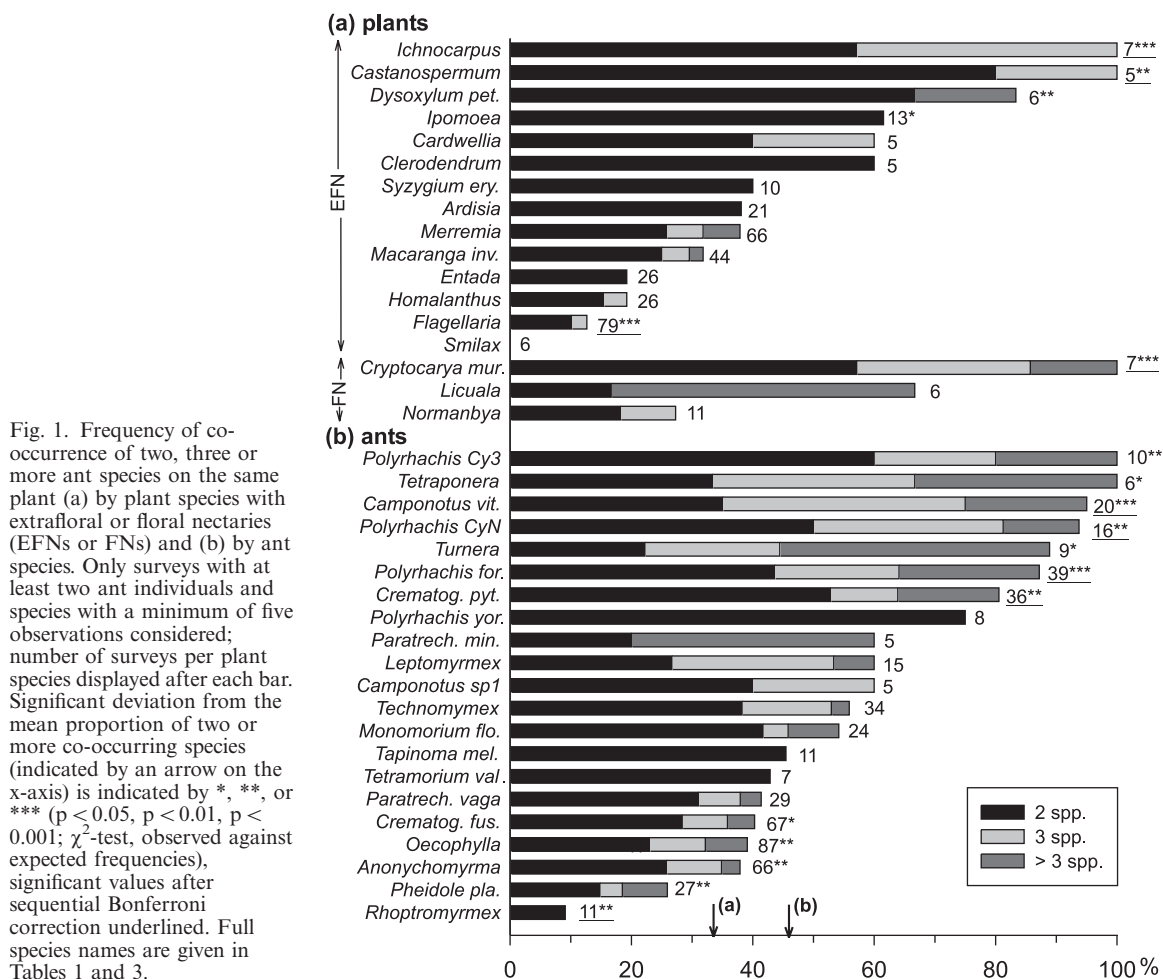 (a) plants
Ichnocarpus 7***
Castanospermum 5**
Dysoxylum pet. 6**
Ipomoea 13*
Cardwellia 5
Clerodendrum 5
Syzygium ery. 10
Ardisia 21
Merremia 66
Macaranga inv. 44
Entada 26
Homalanthus 26
Flagellaria 79***
Smilax 6
EFN
Cryptocarya mur. 7***
Licuala 6
Normanbya 11
FN
(b) ants
Polyrhachis Cy3 10**
Tetraponera 6*
Camponotus vit. 20***
Polyrhachis CyN 16**
Turnera 9*
Polyrhachis for. 39***
Crematog. pyt. 36**
Polyrhachis yor. 8
Paratrech. min. 5
Leptomyrmex 15
Camponotus sp1 5
Technomymex 34
Monomorium flo. 24
Tapinoma mel. 11
Tetramorium val. 7
Paratrech. vaga 29
Crematog. fus. 67*
Oecophylla 87**
Anonychomyrma 66**
Pheidole pla. 27**
Rhoptromyrmex 11**
(a) (b)
0 20 40 60 80 100 %
2 spp.
3 spp.
> 3 spp.
Fig. 1. Frequency of co-
occurrence of two, three or
more ant species on the same
plant (a) by plant species with
extrafloral or floral nectaries
(EFNs or FNs) and (b) by ant
species. Only surveys with at
least two ant individuals and
species with a minimum of five
observations considered;
number of surveys per plant
species displayed after each bar.
Significant deviation from the
mean proportion of two or
more co-occurring species
(indicated by an arrow on the
x-axis) is indicated by *, **, or
*** (p < 0.05, p < 0.01, p <
0.001; χ²-test, observed against
expected frequencies),
significant values after
sequential Bonferroni
correction underlined. Full
species names are given in
Tables 1 and 3.